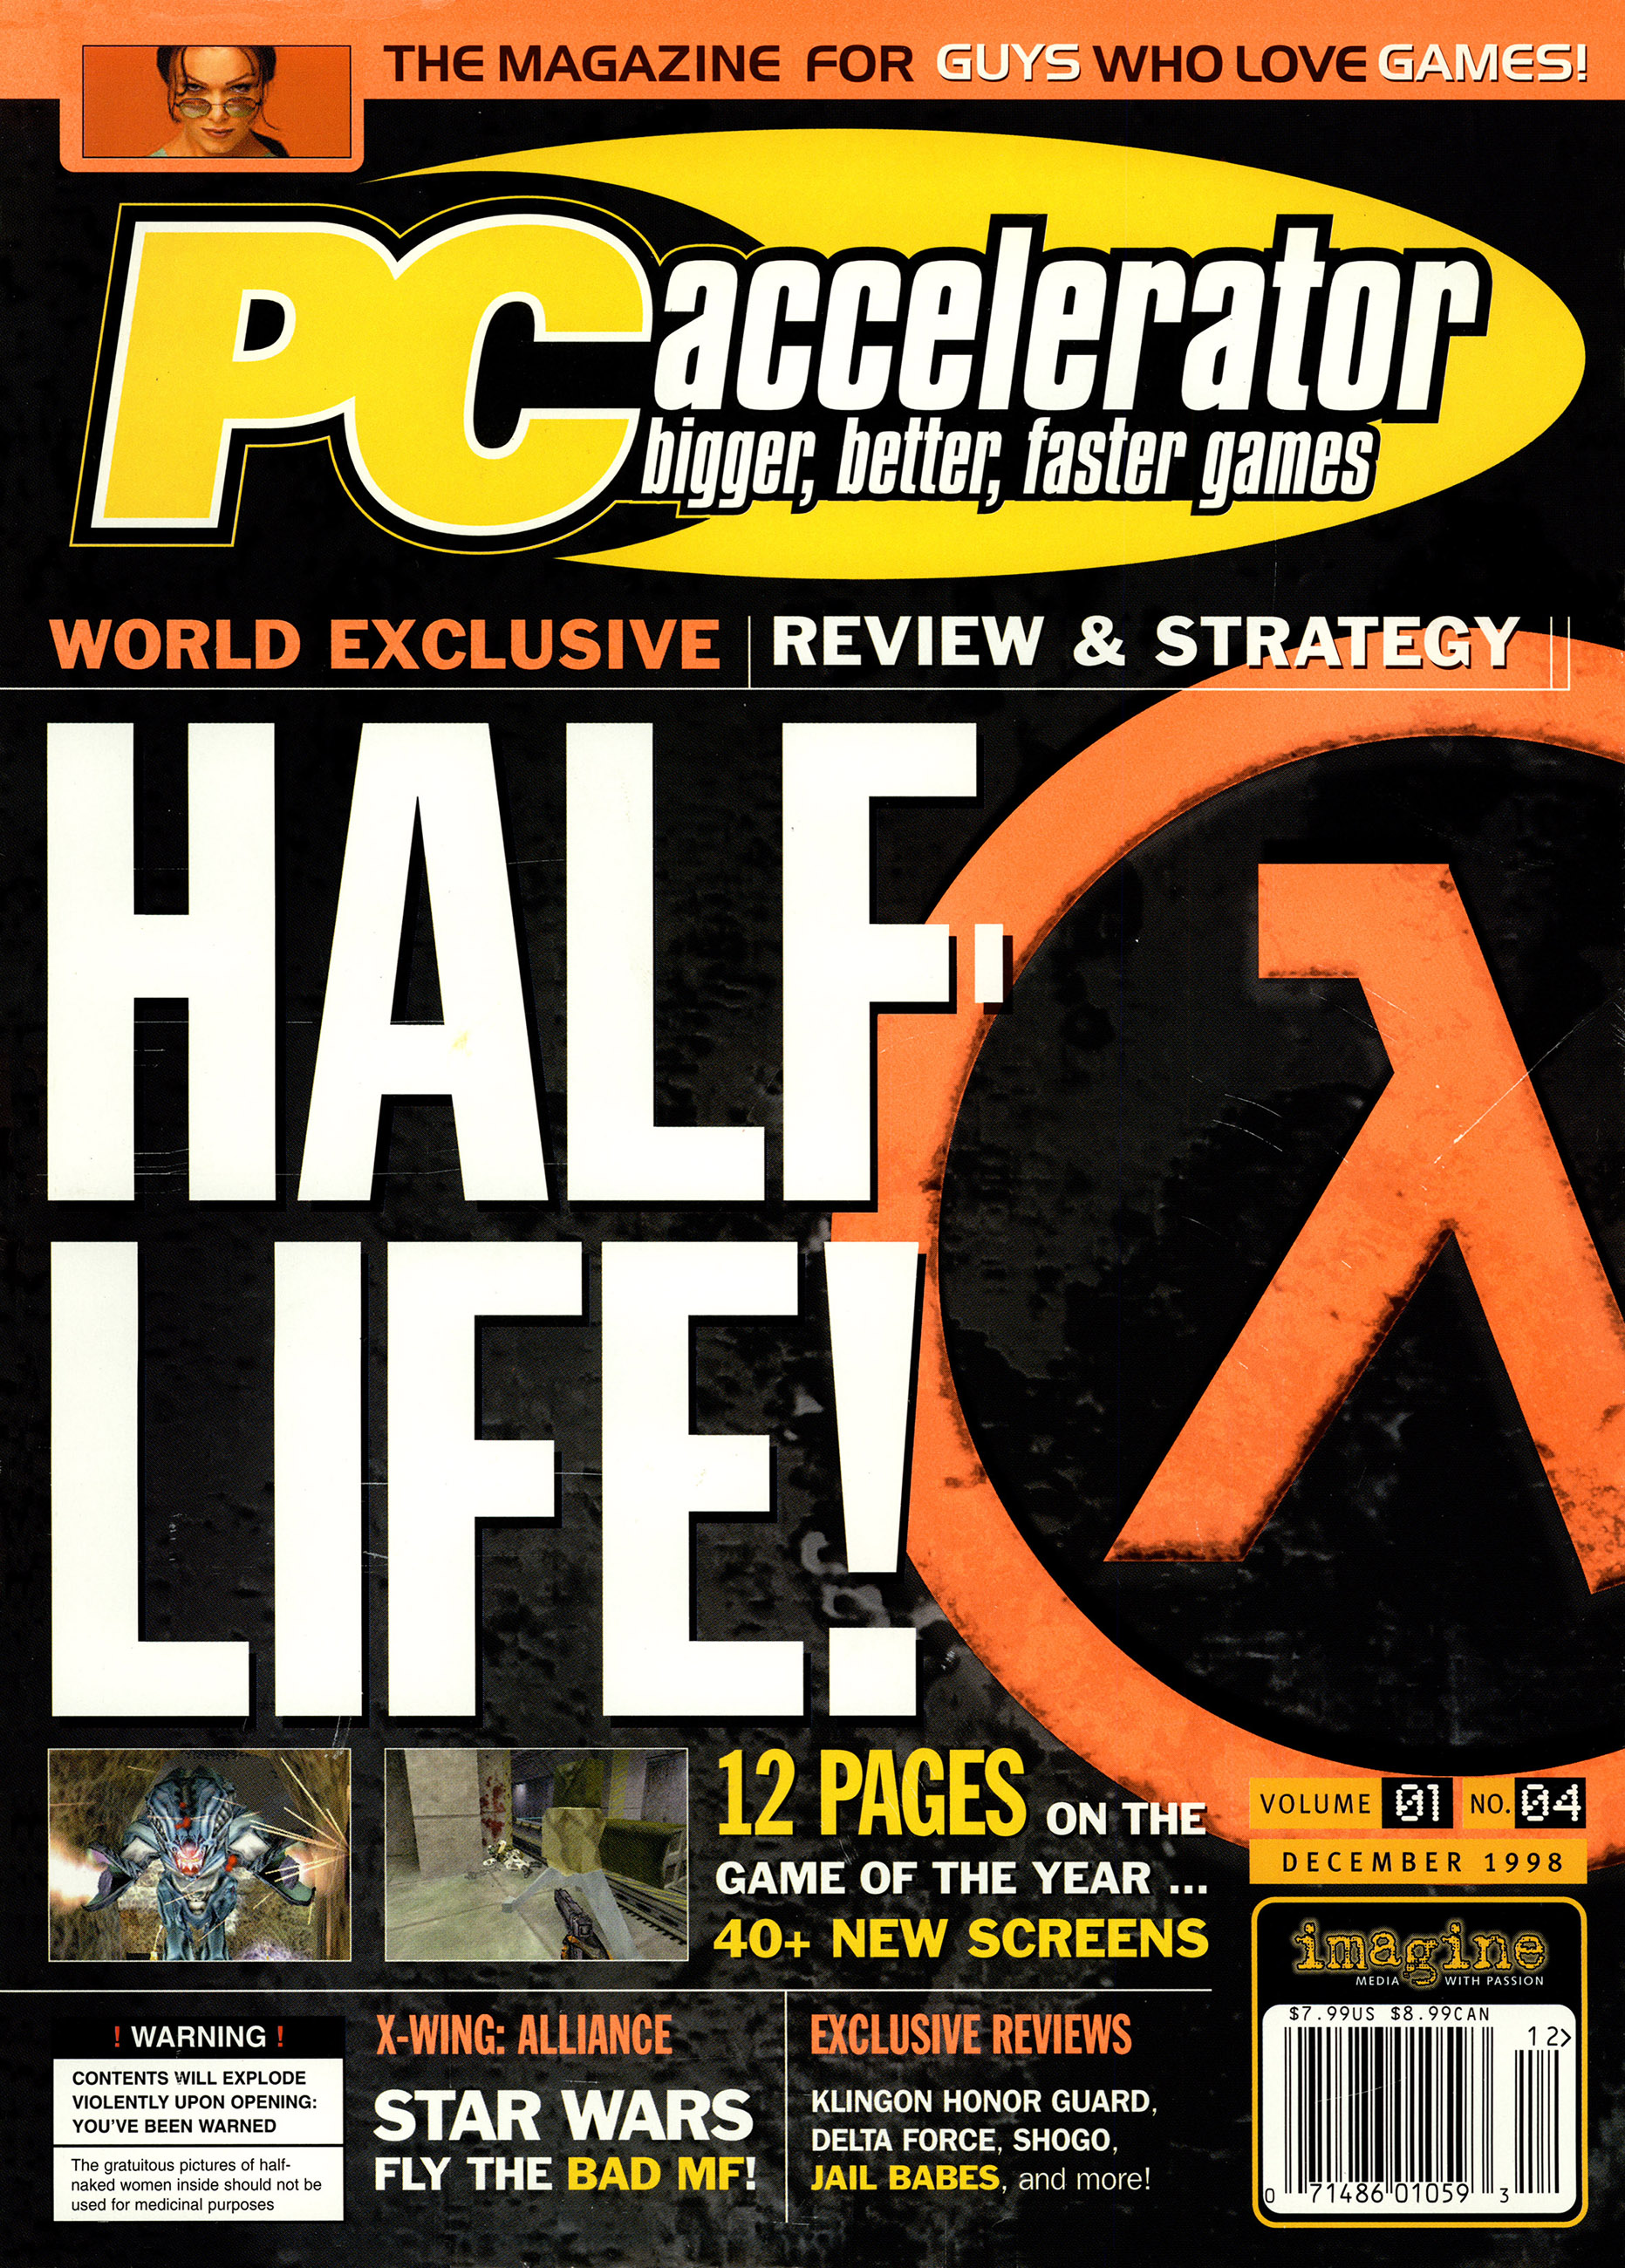 THE MAGAZINE FOR GUYS WHO LOVE GAMES!
PC accelerator
bigger, better, faster games
WORLD EXCLUSIVE
REVIEW & STRATEGY
HALF-
LIFE!
12 PAGES ON THE
GAME OF THE YEAR ...
40+ NEW SCREENS
VOLUME 01 NO. 04
DECEMBER 1998
imagine
MEDIA WITH PASSION
$7.99US $8.99CAN
12>
0 71486 01059 3
! WARNING !
CONTENTS WILL EXPLODE
VIOLENTLY UPON OPENING:
YOU'VE BEEN WARNED
The gratuitous pictures of half-
naked women inside should not be
used for medicinal purposes
X-WING: ALLIANCE
STAR WARS
FLY THE BAD MF!
EXCLUSIVE REVIEWS
KLINGON HONOR GUARD,
DELTA FORCE, SHOGO,
JAIL BABES, and more!